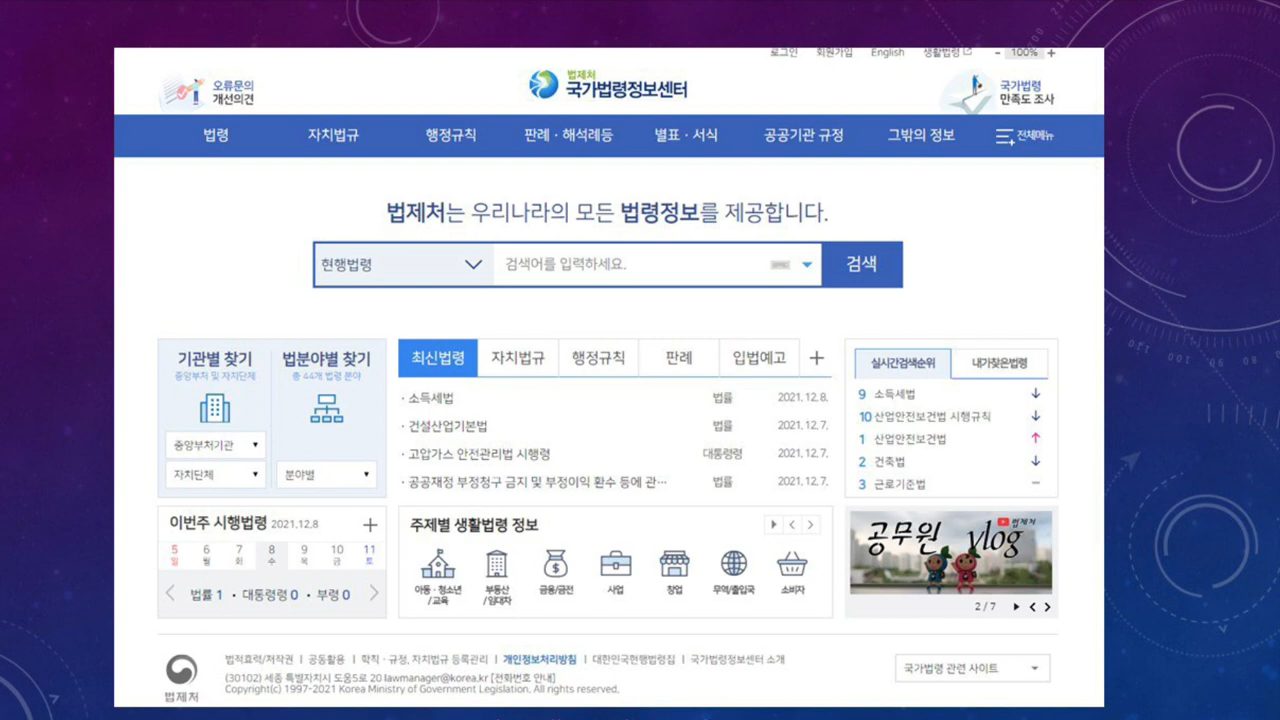 로그인 회원가입 English 생활법령 - 100% +
오류문의
개선의견
법제처
국가법령정보센터
국가법령
만족도 조사
법령 자치법규 행정규칙 판례 · 해석례등 별표 · 서식 공공기관 규정 그밖의 정보 전체메뉴
법제처는 우리나라의 모든 법령정보를 제공합니다.
현행법령 검색어를 입력하세요. 검색
기관별 찾기
중앙부처 및 자치단체
중앙부처기관
자치단체
법분야별 찾기
총 44개 법령 분야
분야별
최신법령 자치법규 행정규칙 판례 입법예고 +
· 소득세법 법률 2021.12.8.
· 건설산업기본법 법률 2021.12.7.
· 고압가스 안전관리법 시행령 대통령령 2021.12.7.
· 공공재정 부정청구 금지 및 부정이익 환수 등에 관… 법률 2021.12.7.
실시간검색순위 내가찾은법령
9 소득세법 ↓
10 산업안전보건법 시행규칙 ↓
1 산업안전보건법 ↑
2 건축법 ↓
3 근로기준법 -
이번주 시행법령 2021.12.8 +
5 6 7 8 9 10 11
일 월 화 수 목 금 토
법률 1 · 대통령령 0 · 부령 0
주제별 생활법령 정보
아동 · 청소년
/교육
부동산
/임대차
금융/금전
사업
창업
무역/출입국
소비자
법제처
공무원 vlog
2 / 7
법제처
법적효력/저작권 | 공동활용 | 학칙 · 규정, 자치법규 등록관리 | 개인정보처리방침 | 대한민국현행법령집 | 국가법령정보센터 소개
(30102) 세종 특별자치시 도움5로 20 lawmanager@korea.kr [전화번호 안내]
Copyright(c) 1997-2021 Korea Ministry of Government Legislation. All rights reserved.
국가법령 관련 사이트